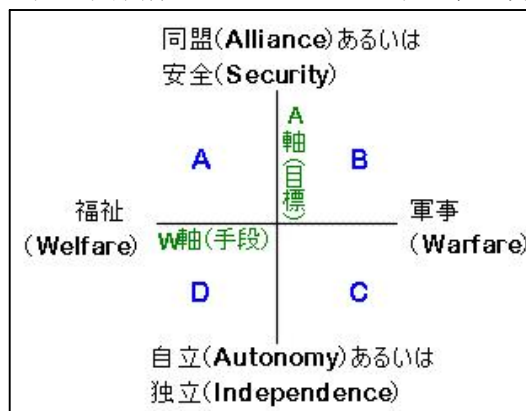 同盟(Alliance)あるいは
安全(Security)
A軸(目標)
A
B
福祉
(Welfare)
W軸(手段)
軍事
(Warfare)
D
C
自立(Autonomy)あるいは
独立(Independence)